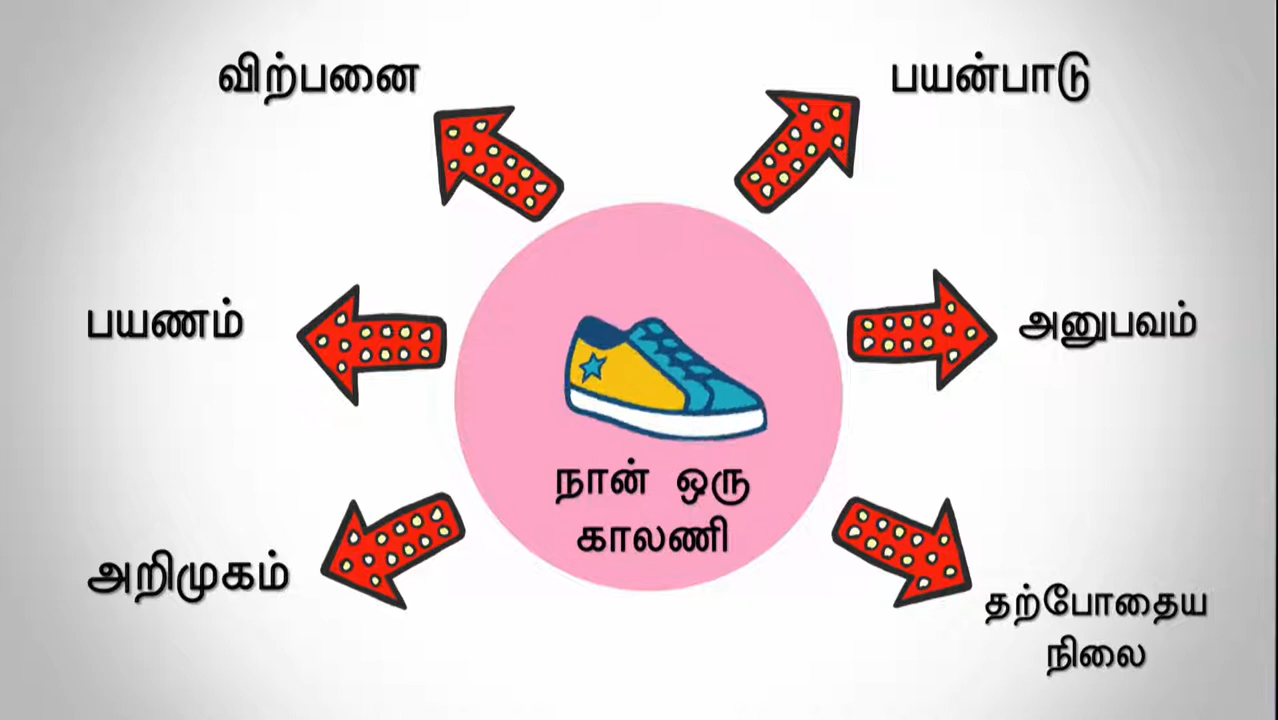 விற்பனை
பயன்பாடு
பயணம்
அனுபவம்
நான் ஒரு
காலணி
அறிமுகம்
தற்போதைய
நிலை